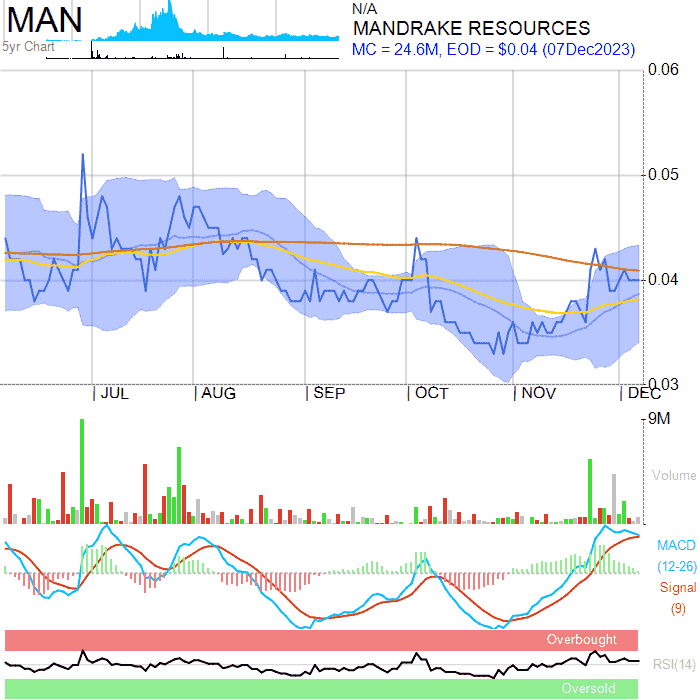 MAN
5yr Chart
N/A
MANDRAKE RESOURCES
MC = 24.6M, EOD = $0.04 (07Dec2023)
0.06
0.05
0.04
0.03
JUL AUG SEP OCT NOV DEC
9M
Volume
MACD
(12-26)
Signal
(9)
Overbought
RSI(14)
Oversold